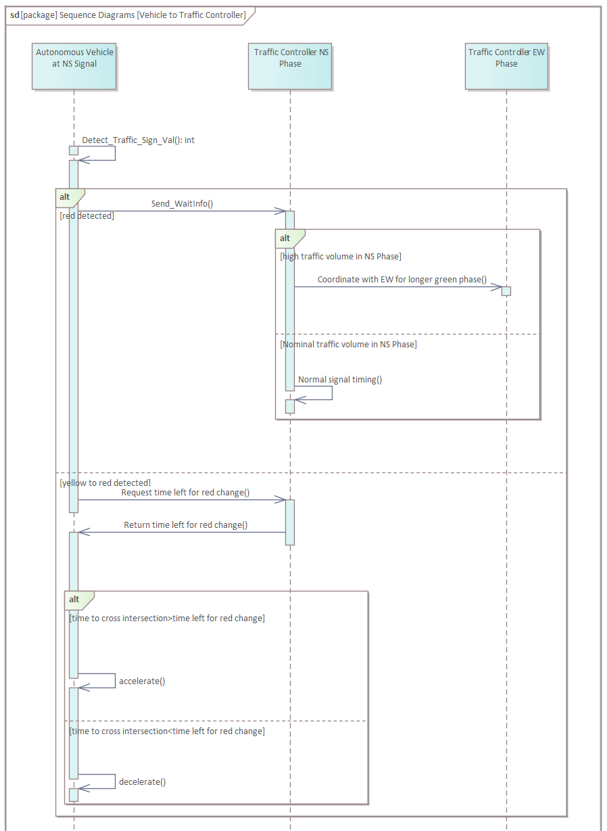 sd [package] Sequence Diagrams [Vehicle to Traffic Controller]
Autonomous Vehicle
at NS Signal
Traffic Controller NS
Phase
Traffic Controller EW
Phase
Detect_Traffic_Sign_Val(): int
alt
[red detected]
Send_WaitInfo()
alt
[high traffic volume in NS Phase]
Coordinate with EW for longer green phase()
[Nominal traffic volume in NS Phase]
Normal signal timing()
[yellow to red detected]
Request time left for red change()
Return time left for red change()
alt
[time to cross intersection>time left for red change]
accelerate()
[time to cross intersection<time left for red change]
decelerate()